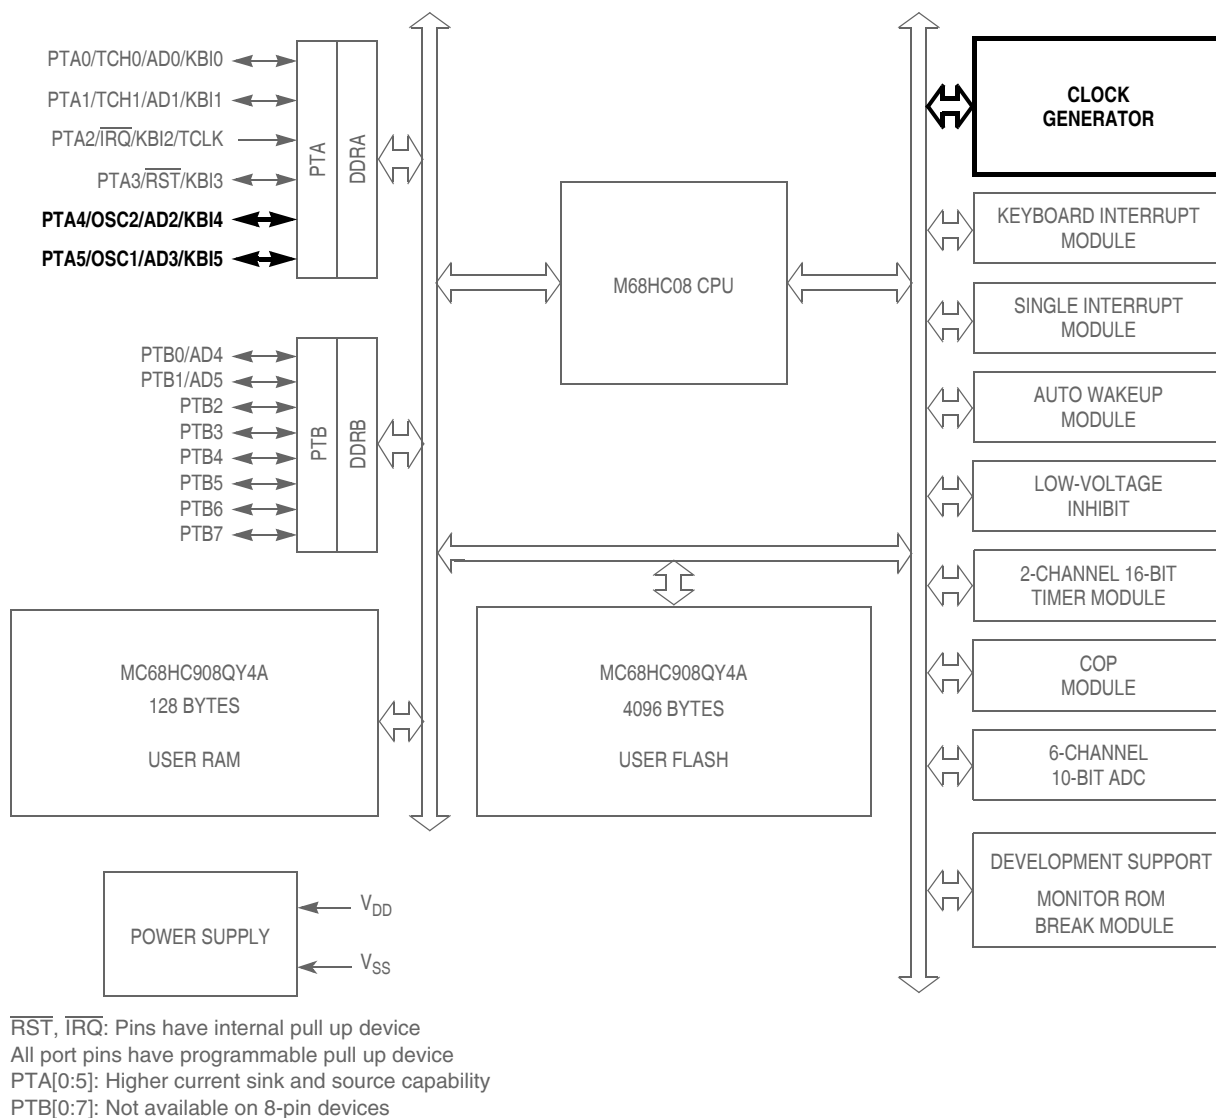 PTA0/TCH0/AD0/KBI0
PTA1/TCH1/AD1/KBI1
PTA2/IRQ/KBI2/TCLK
PTA3/RST/KBI3
PTA4/OSC2/AD2/KBI4
PTA5/OSC1/AD3/KBI5
PTA
DDRA
PTB0/AD4
PTB1/AD5
PTB2
PTB3
PTB4
PTB5
PTB6
PTB7
PTB
DDRB
M68HC08 CPU
CLOCK
GENERATOR
KEYBOARD INTERRUPT
MODULE
SINGLE INTERRUPT
MODULE
AUTO WAKEUP
MODULE
LOW-VOLTAGE
INHIBIT
2-CHANNEL 16-BIT
TIMER MODULE
COP
MODULE
6-CHANNEL
10-BIT ADC
DEVELOPMENT SUPPORT
MONITOR ROM
BREAK MODULE
MC68HC908QY4A
128 BYTES
USER RAM
MC68HC908QY4A
4096 BYTES
USER FLASH
POWER SUPPLY
VDD
VSS
RST, IRQ: Pins have internal pull up device
All port pins have programmable pull up device
PTA[0:5]: Higher current sink and source capability
PTB[0:7]: Not available on 8-pin devices